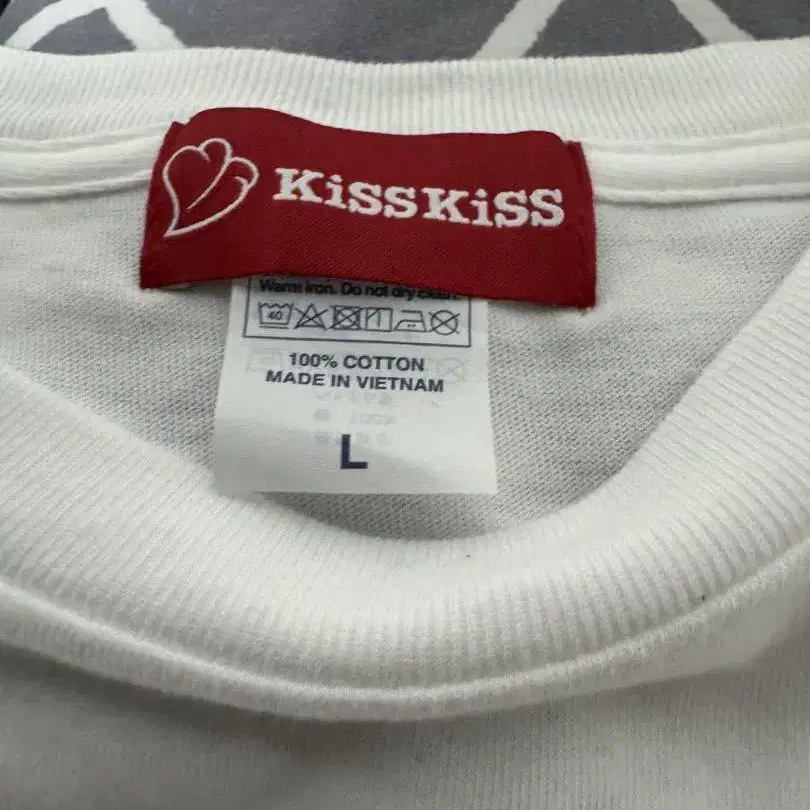 KiSSKiSS
Warm iron. Do not dry clean.
40
100% COTTON
MADE IN VIETNAM
L